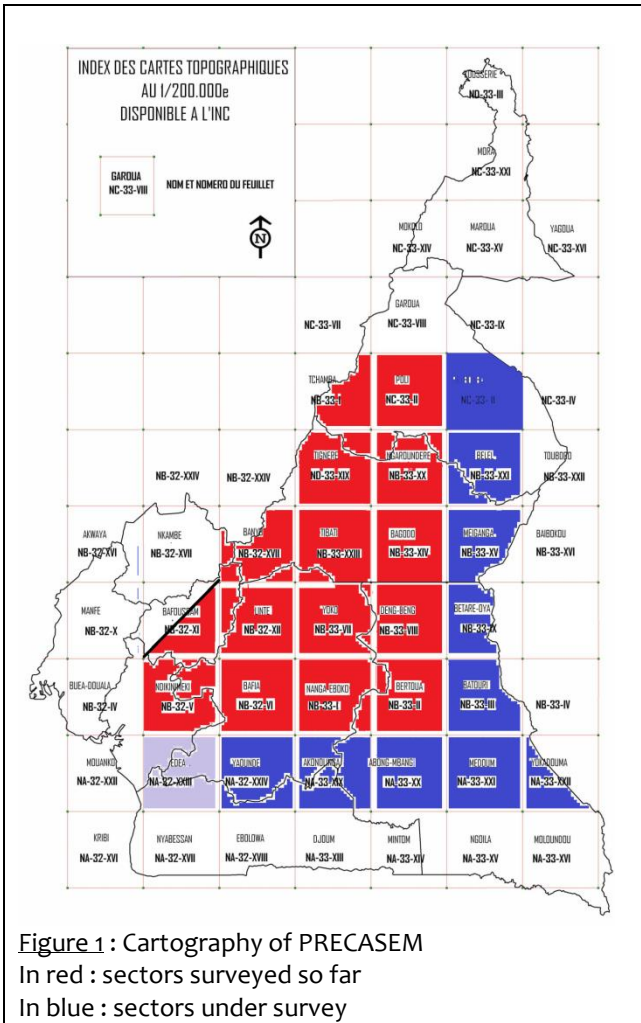 INDEX DES CARTES TOPOGRAPHIQUES
AU 1/200.000e
DISPONIBLE A L'INC
GAROUA
NC-33-VIII
NOM ET NOMERO DU FEUILLET
N
KOUSSERIE
ND-33-III
MORA
NC-33-XXI
MOKOLO
NC-33-XIV
MAROUA
NC-33-XV
YAGOUA
NC-33-XVI
NC-33-VII
GAROUA
NC-33-VIII
NC-33-IX
TCHAMBA
NB-33-I
POLI
NC-33-II
NC-33-II
NC-33-IV
NB-32-XXIV
NB-32-XXIV
TIGNERE
ND-33-XIX
NGAROUNDERE
NB-33-XX
BELEL
NB-33-XXI
TOUBORO
NB-33-XXII
AKWAYA
NB-32-XVI
NKAMBE
NB-32-XVII
BANYO
NB-32-XVII
TIBATI
NB-33-XXIII
BAGODO
NB-33-XIV
MEIGANGA
NB-33-XV
BAIBOKOU
NB-33-XVI
MANFE
NB-32-X
BAFOUSSAM
NB-32-XI
LINTE
NB-32-XII
YOKO
NB-33-VII
DENG-BENG
NB-33-VIII
BETARE-OYA
NB-33-IX
BUEA-DOUALA
NB-32-IV
NDIKINIMEKI
NB-32-V
BAFIA
NB-32-VI
NANGA EBOKO
NB-33-I
BERTOUA
NB-33-II
BATOURI
NB-33-III
NB-33-IV
MOUANKO
NA-32-XXII
EDEA
NA-32-XXIII
YAOUNDE
NA-32-XXIV
AKONOLINGA
NA-33-XIX
ABONG-MBANG
NA-33-XX
MEDOUM
NA-33-XXI
YOKADOUMA
NA-33-XXII
KRIBI
NA-32-XVI
NYABESSAN
NA-32-XVII
EBOLOWA
NA-32-XVIII
DJOUM
NA-33-XIII
MINTOM
NA-33-XIV
NGOILA
NA-33-XV
MOLOUNDOU
NA-33-XVI
Figure 1 : Cartography of PRECASEM
In red : sectors surveyed so far
In blue : sectors under survey